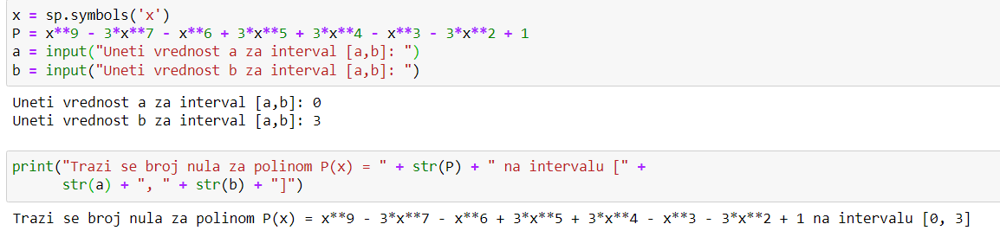 x = sp.symbols('x')
P = x**9 - 3*x**7 - x**6 + 3*x**5 + 3*x**4 - x**3 - 3*x**2 + 1
a = input("Uneti vrednost a za interval [a,b]: ")
b = input("Uneti vrednost b za interval [a,b]: ")
Uneti vrednost a za interval [a,b]: 0
Uneti vrednost b za interval [a,b]: 3
print("Trazi se broj nula za polinom P(x) = " + str(P) + " na intervalu [" +
str(a) + ", " + str(b) + "]")
Trazi se broj nula za polinom P(x) = x**9 - 3*x**7 - x**6 + 3*x**5 + 3*x**4 - x**3 - 3*x**2 + 1 na intervalu [0, 3]